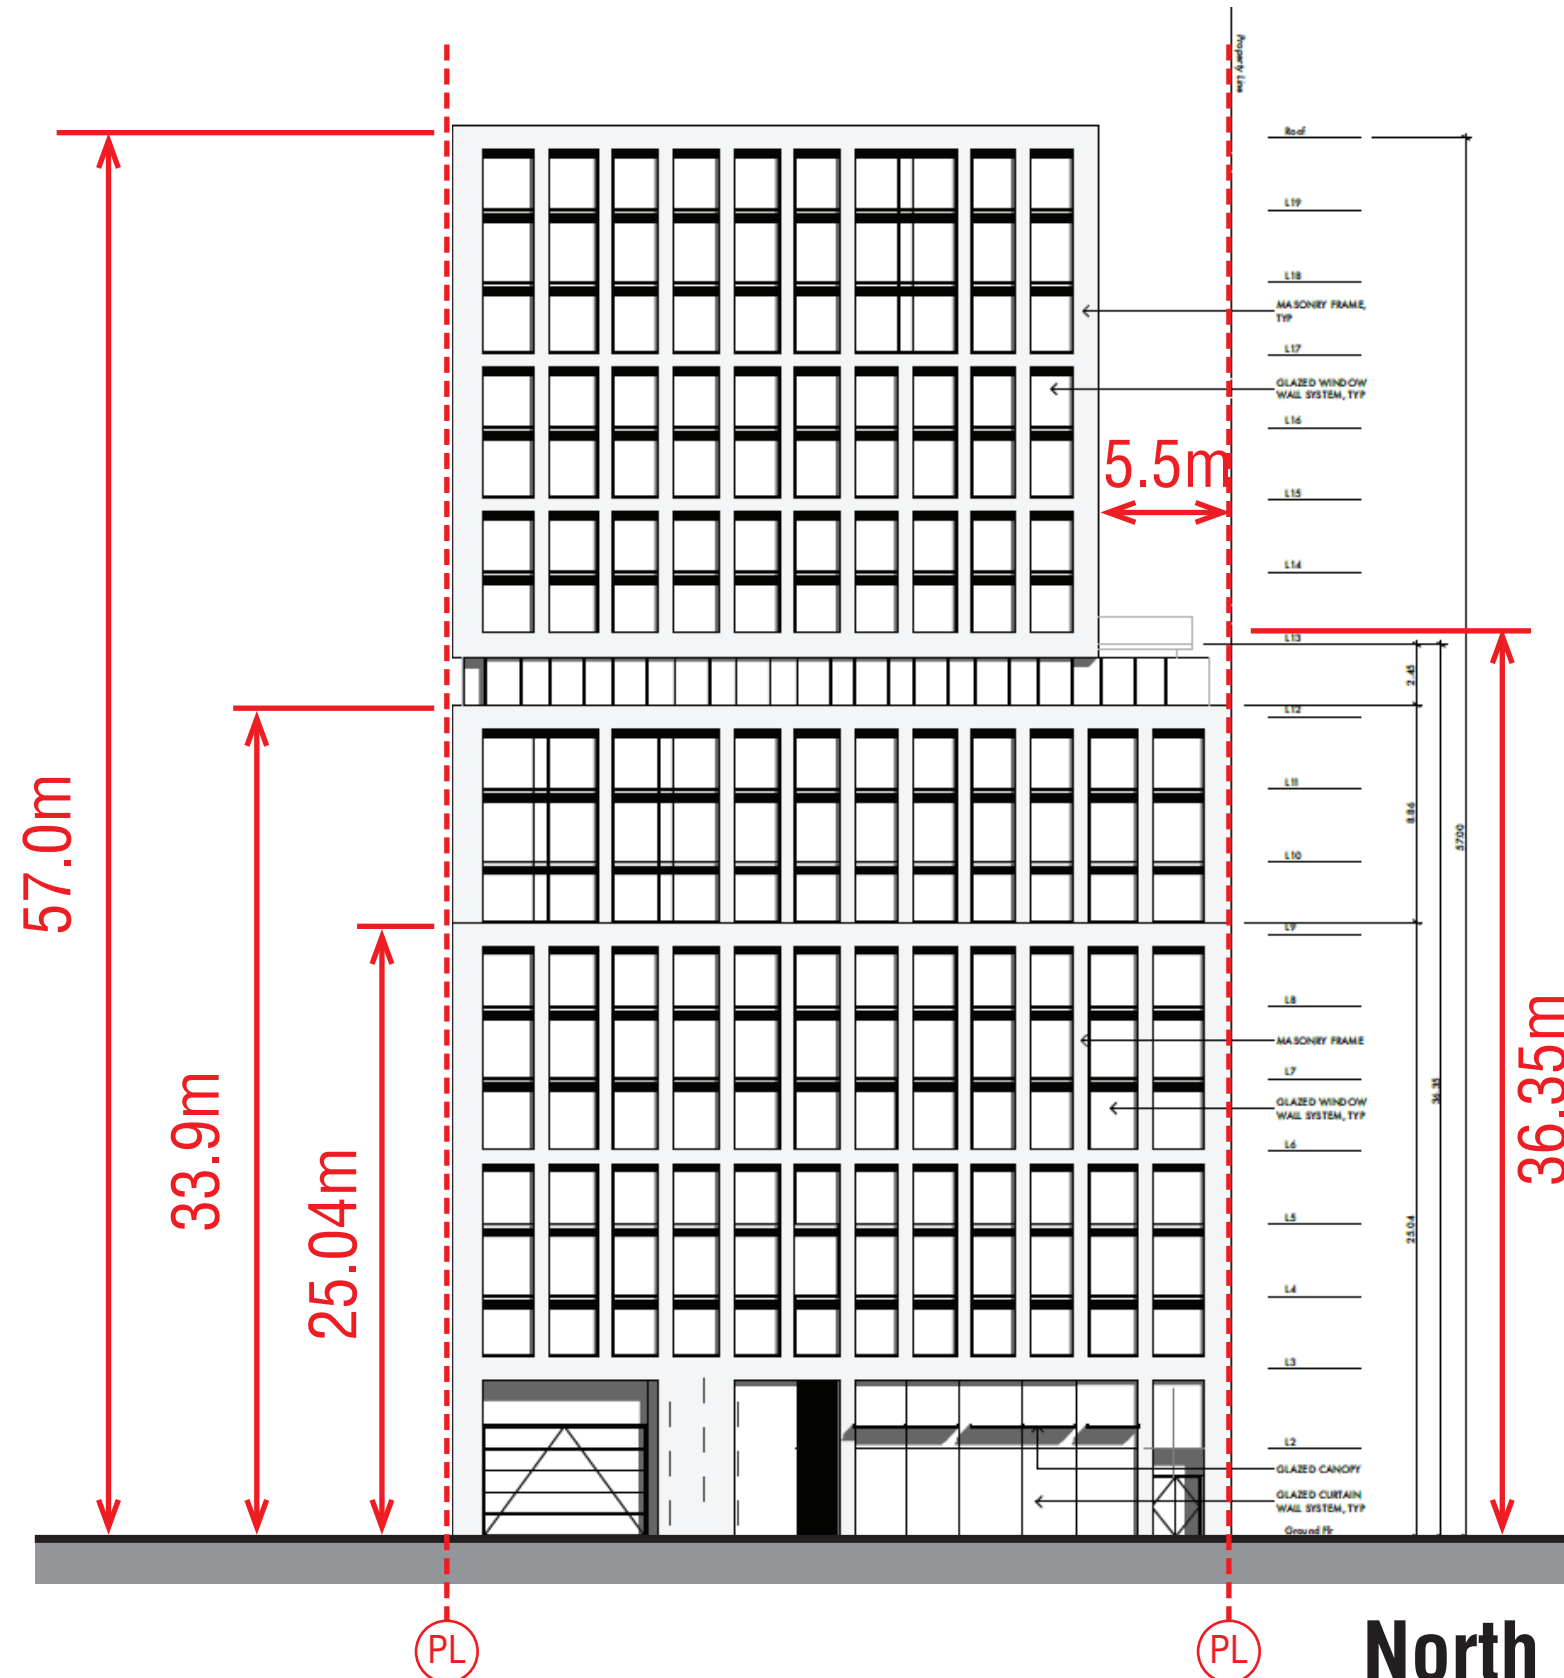 Property Line
Roof
L19
L18
MASONRY FRAME,
TYP
L17
GLAZED WINDOW
WALL SYSTEM, TYP
L16
5.5m
L15
L14
L13
2.45
L12
57.0m
L11
8.86
57.00
L10
L9
33.9m
25.04m
L8
MASONRY FRAME
36.35m
L7
36.35
GLAZED WINDOW
WALL SYSTEM, TYP
L6
L5
25.04
L4
L3
L2
GLAZED CANOPY
GLAZED CURTAIN
WALL SYSTEM, TYP
Ground Flr
PL
PL
North